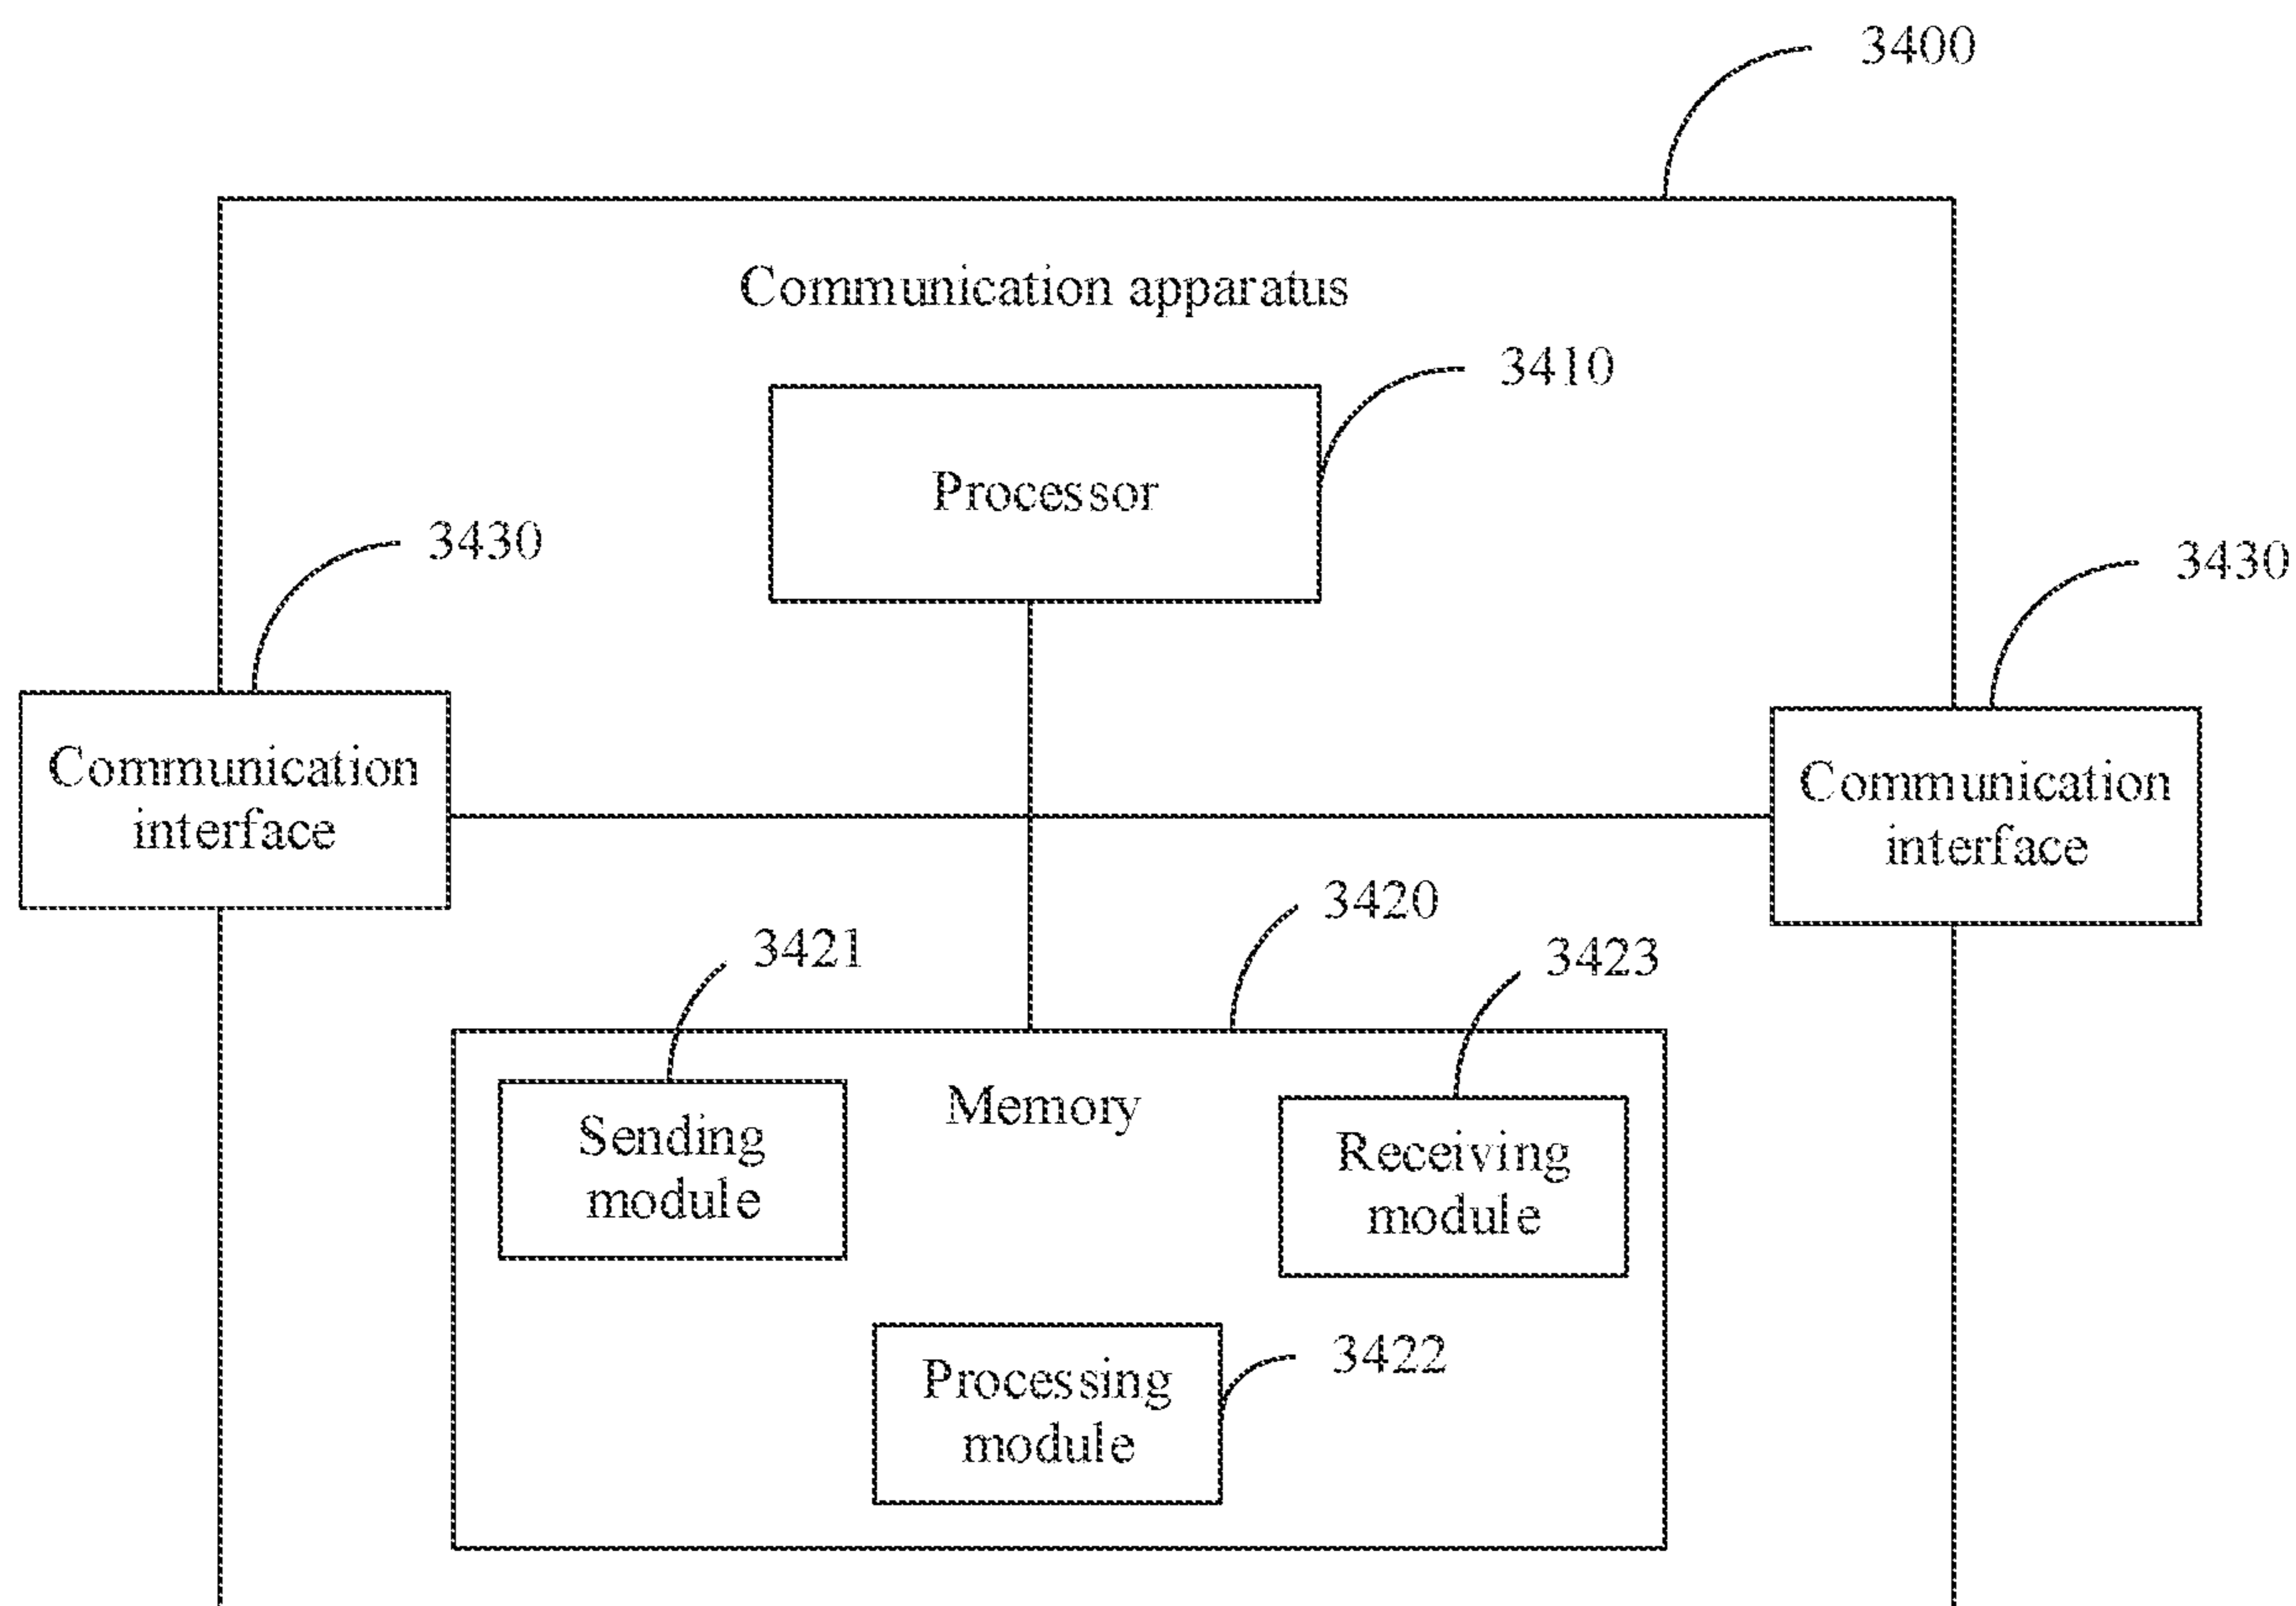 3400
Communication apparatus
3410
Processor
3430
3430
Communication
interface
Communication
interface
3420
3421
3423
Memory
Sending
module
Receiving
module
3422
Processing
module